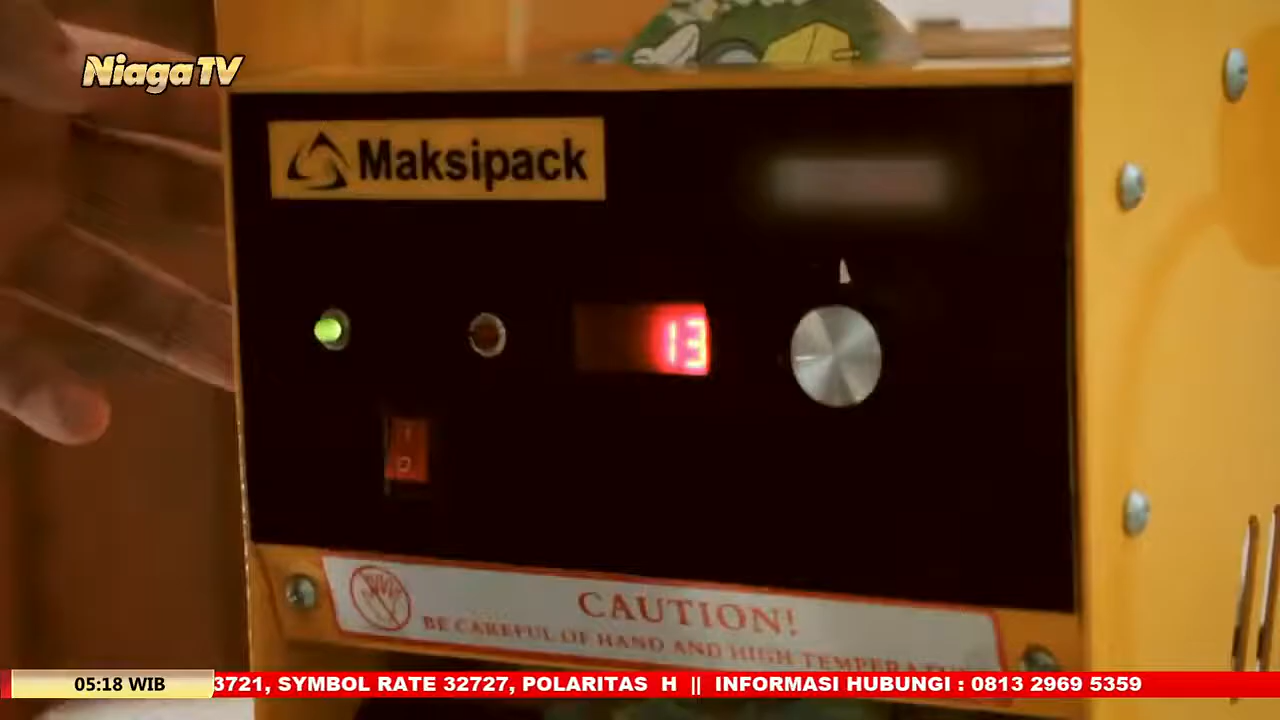 NiagaTV
Maksipack
13
CAUTION!
BE CAREFUL OF HAND AND HIGH TEMPERATURE
05:18 WIB
3721, SYMBOL RATE 32727, POLARITAS H || INFORMASI HUBUNGI : 0813 2969 5359